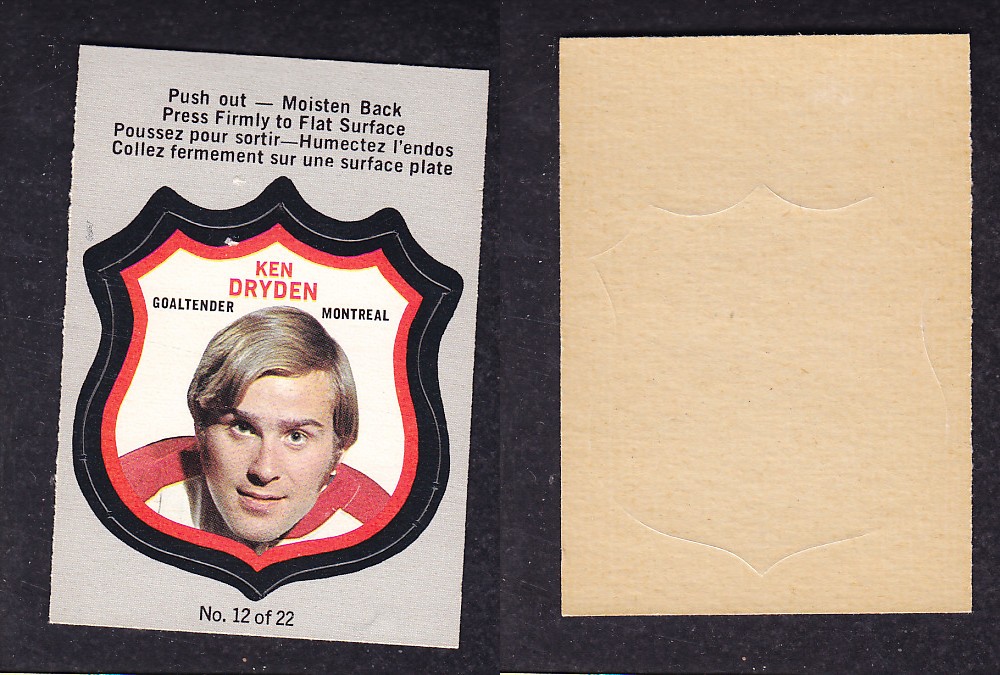 Push out — Moisten Back
Press Firmly to Flat Surface
Poussez pour sortir—Humectez l'endos
Collez fermement sur une surface plate
KEN
DRYDEN
GOALTENDER MONTREAL
No. 12 of 22